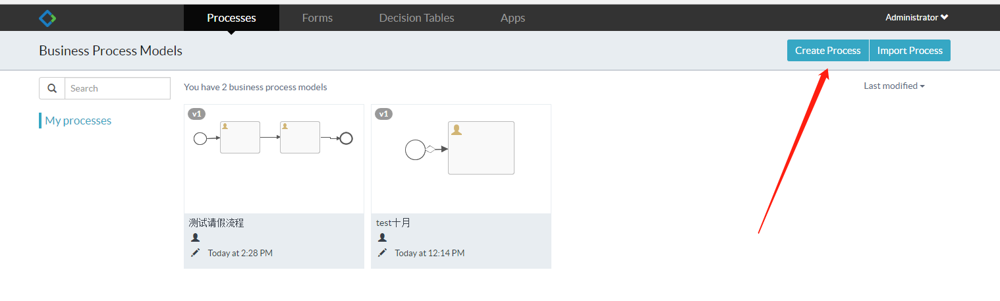 Processes Forms Decision Tables Apps Administrator
Business Process Models Create Process Import Process
Search You have 2 business process models Last modified
My processes
v1 v1
测试请假流程 test十月
Today at 2:28 PM Today at 12:14 PM